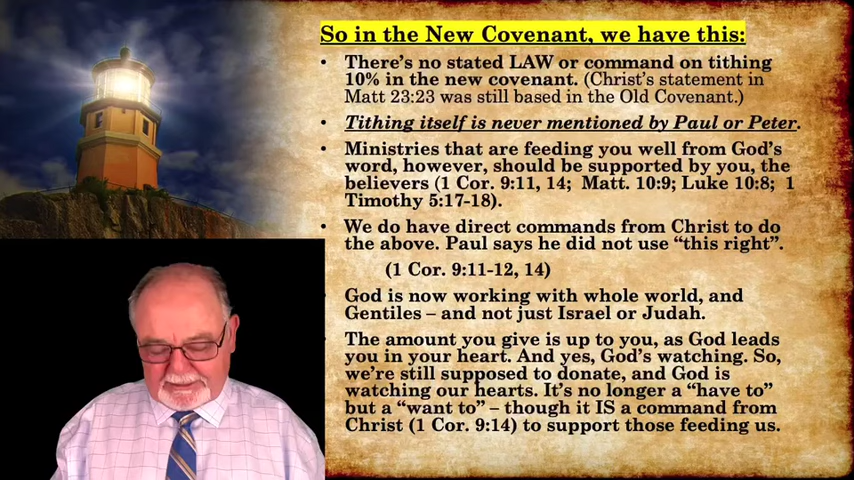 So in the New Covenant, we have this:
• There's no stated LAW or command on tithing
10% in the new covenant. (Christ's statement in
Matt 23:23 was still based in the Old Covenant.)
• Tithing itself is never mentioned by Paul or Peter.
• Ministries that are feeding you well from God's
word, however, should be supported by you, the
believers (1 Cor. 9:11, 14; Matt. 10:9; Luke 10:8; 1
Timothy 5:17-18).
• We do have direct commands from Christ to do
the above. Paul says he did not use “this right”.
(1 Cor. 9:11-12, 14)
God is now working with whole world, and
Gentiles – and not just Israel or Judah.
The amount you give is up to you, as God leads
you in your heart. And yes, God's watching. So,
we're still supposed to donate, and God is
watching our hearts. It's no longer a “have to”
but a “want to” – though it IS a command from
Christ (1 Cor. 9:14) to support those feeding us.